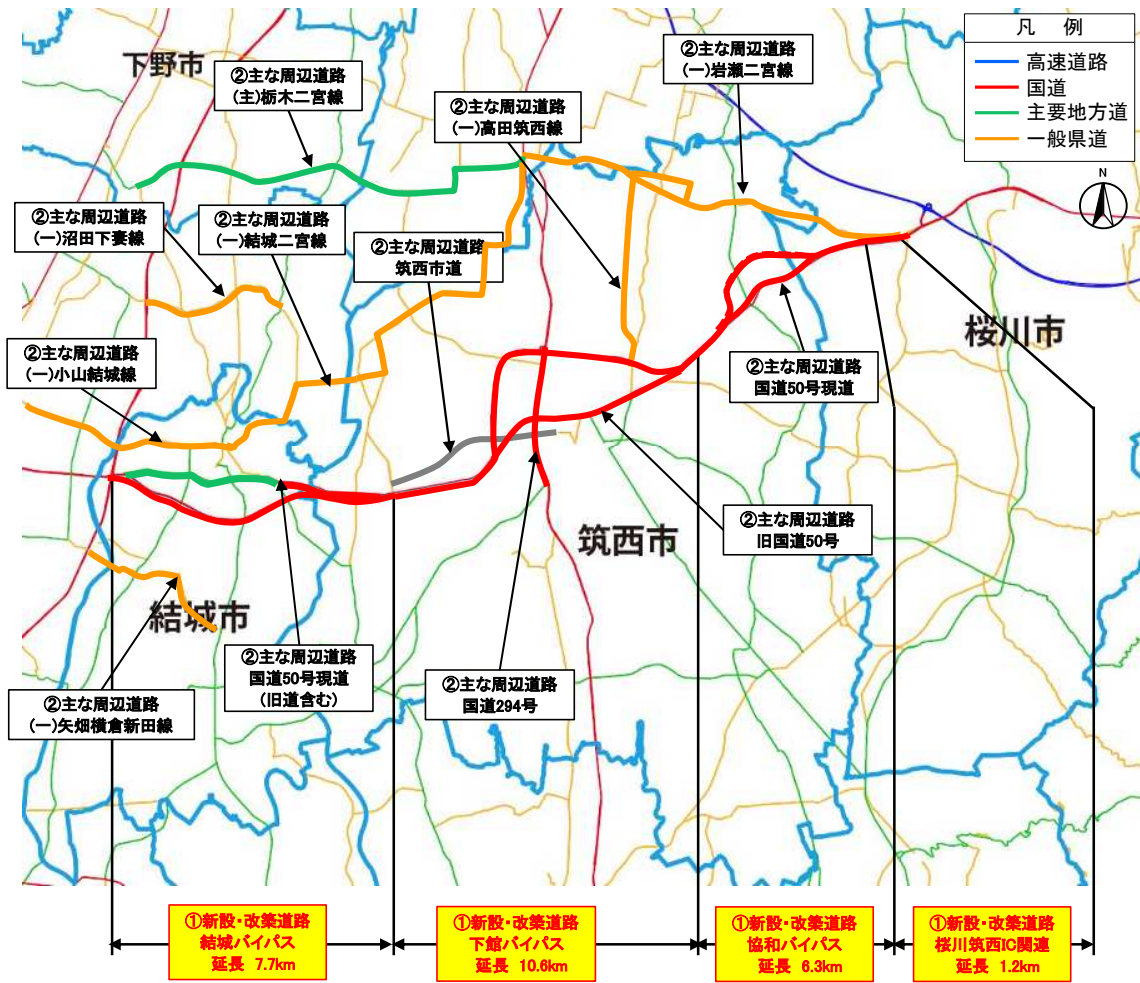 凡 例
高速道路
国道
主要地方道
一般県道
N
下野市
②主な周辺道路
(主)栃木二宮線
②主な周辺道路
(一)高田筑西線
②主な周辺道路
(一)岩瀬二宮線
②主な周辺道路
(一)沼田下妻線
②主な周辺道路
(一)結城二宮線
②主な周辺道路
筑西市道
桜川市
②主な周辺道路
(一)小山結城線
②主な周辺道路
国道50号現道
②主な周辺道路
旧国道50号
筑西市
結城市
②主な周辺道路
国道50号現道
(旧道含む)
②主な周辺道路
国道294号
②主な周辺道路
(一)矢畑横倉新田線
①新設・改築道路
結城バイパス
延長 7.7km
①新設・改築道路
下館バイパス
延長 10.6km
①新設・改築道路
協和バイパス
延長 6.3km
①新設・改築道路
桜川筑西IC関連
延長 1.2km